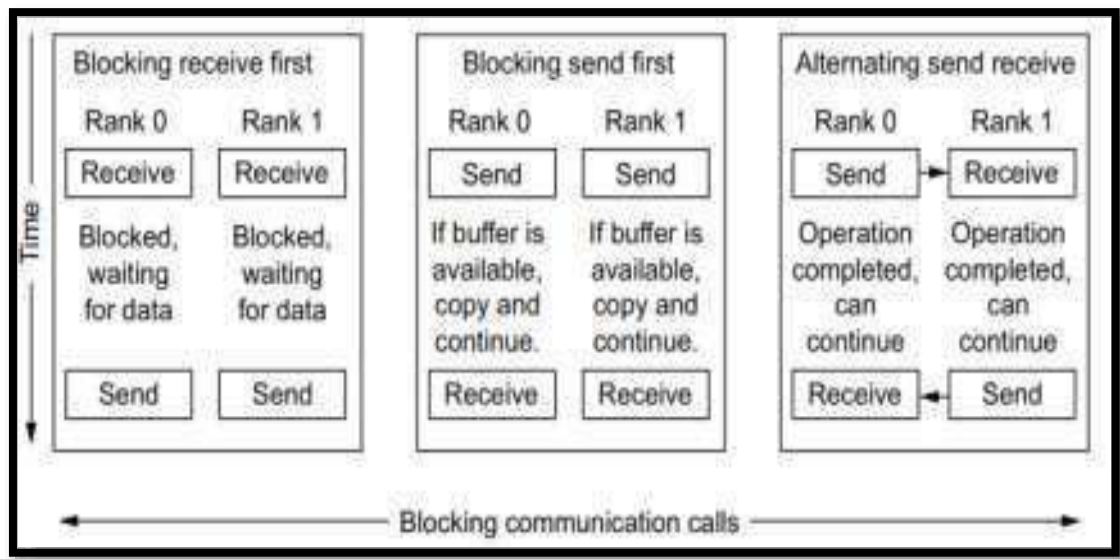 Time
Blocking receive first
Rank 0 Rank 1
Receive Receive
Blocked, Blocked,
waiting waiting
for data for data
Send Send
Blocking send first
Rank 0 Rank 1
Send Send
If buffer is If buffer is
available, available,
copy and copy and
continue. continue.
Receive Receive
Alternating send receive
Rank 0 Rank 1
Send Receive
Operation Operation
completed, completed,
can can
continue continue
Receive Send
Blocking communication calls